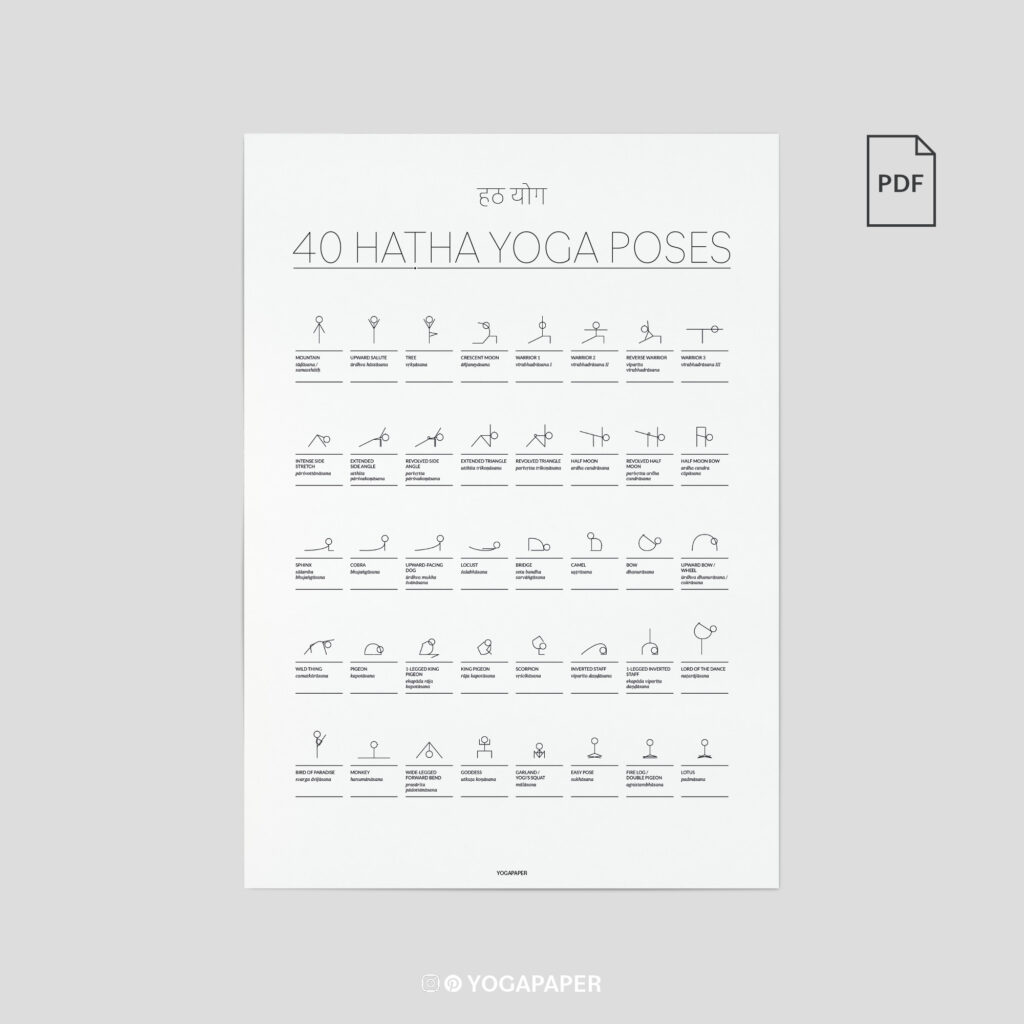 हठ योग
40 HATHA YOGA POSES
PDF
MOUNTAIN
tāḍāsana /
samasthitiḥ
UPWARD SALUTE
ūrdhva hastāsana
TREE
vṛkṣāsana
CRESCENT MOON
āñjaneyāsana
WARRIOR 1
vīrabhadrāsana I
WARRIOR 2
vīrabhadrāsana II
REVERSE WARRIOR
viparīta
vīrabhadrāsana
WARRIOR 3
vīrabhadrāsana III
INTENSE SIDE
STRETCH
pārśvottānāsana
EXTENDED
SIDE ANGLE
utthita
pārśvakoṇāsana
REVOLVED SIDE
ANGLE
parivṛtta
pārśvakoṇāsana
EXTENDED TRIANGLE
utthita trikoṇāsana
REVOLVED TRIANGLE
parivṛtta trikoṇāsana
HALF MOON
ardha candrāsana
REVOLVED HALF
MOON
parivṛtta ardha
candrāsana
HALF MOON BOW
ardha candra
cāpāsana
SPHINX
sālamba
bhujaṅgāsana
COBRA
bhujaṅgāsana
UPWARD-FACING
DOG
ūrdhva mukha
śvānāsana
LOCUST
śalabhāsana
BRIDGE
setu bandha
sarvāṅgāsana
CAMEL
uṣṭrāsana
BOW
dhanurāsana
UPWARD BOW /
WHEEL
ūrdhva dhanurāsana /
cakrāsana
WILD THING
camatkārāsana
PIGEON
kapotāsana
1-LEGGED KING
PIGEON
ekapāda rāja
kapotāsana
KING PIGEON
rāja kapotāsana
SCORPION
vṛścikāsana
INVERTED STAFF
viparīta daṇḍāsana
1-LEGGED INVERTED
STAFF
ekapāda viparīta
daṇḍāsana
LORD OF THE DANCE
naṭarājāsana
BIRD OF PARADISE
svarga dvijāsana
MONKEY
hanumānāsana
WIDE-LEGGED
FORWARD BEND
prasārita
pādottānāsana
GODDESS
utkaṭa koṇāsana
GARLAND /
YOGI'S SQUAT
mālāsana
EASY POSE
sukhāsana
FIRE LOG /
DOUBLE PIGEON
agnistambhāsana
LOTUS
padmāsana
YOGAPAPER
YOGAPAPER